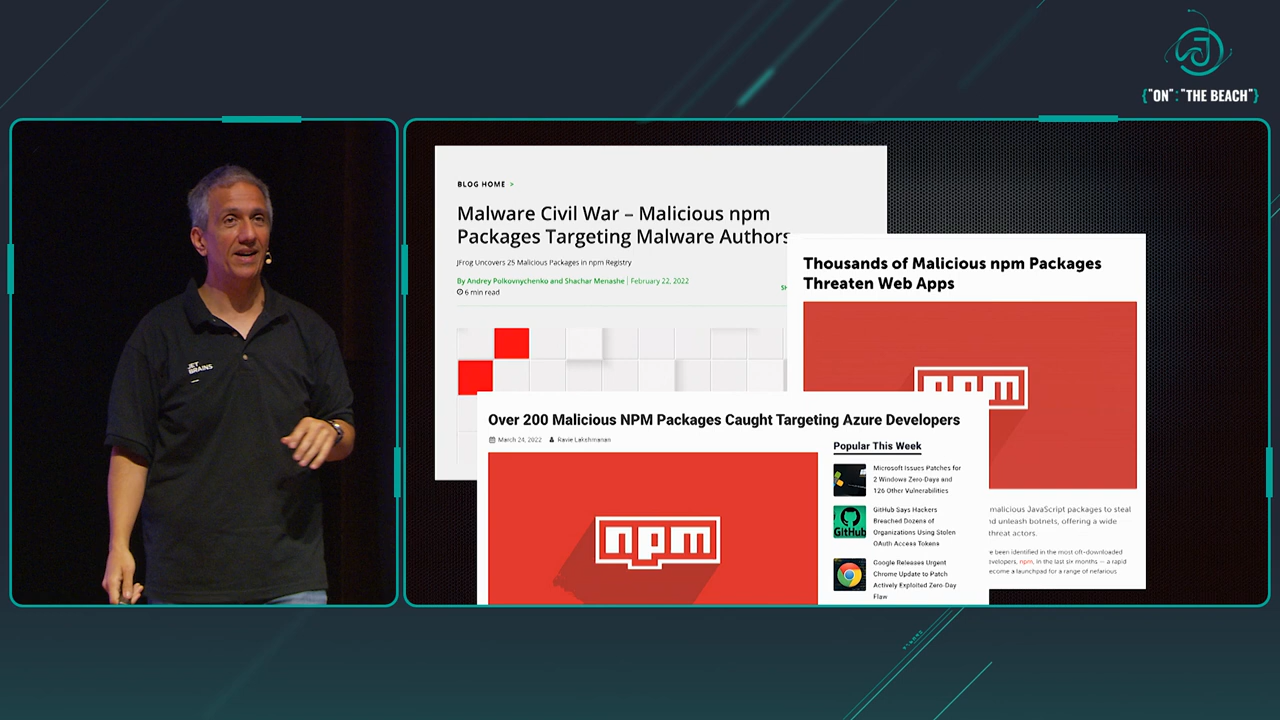 {"ON":"THE BEACH"}
JET
BRAINS
BLOG HOME >
Malware Civil War – Malicious npm
Packages Targeting Malware Authors
JFrog Uncovers 25 Malicious Packages in npm Registry
By Andrey Polkovnychenko and Shachar Menashe | February 22, 2022
6 min read
SH
Thousands of Malicious npm Packages
Threaten Web Apps
npm
Over 200 Malicious NPM Packages Caught Targeting Azure Developers
March 24, 2022 Ravie Lakshmanan
npm
Popular This Week
Microsoft Issues Patches for
2 Windows Zero-Days and
126 Other Vulnerabilities
GitHub
GitHub Says Hackers
Breached Dozens of
Organizations Using Stolen
OAuth Access Tokens
Google Releases Urgent
Chrome Update to Patch
Actively Exploited Zero-Day
Flaw
malicious JavaScript packages to steal
nd unleash botnets, offering a wide
threat actors.
e been identified in the most oft-downloaded
evelopers, npm. In the last six months — a rapid
ecome a launchpad for a range of nefarious